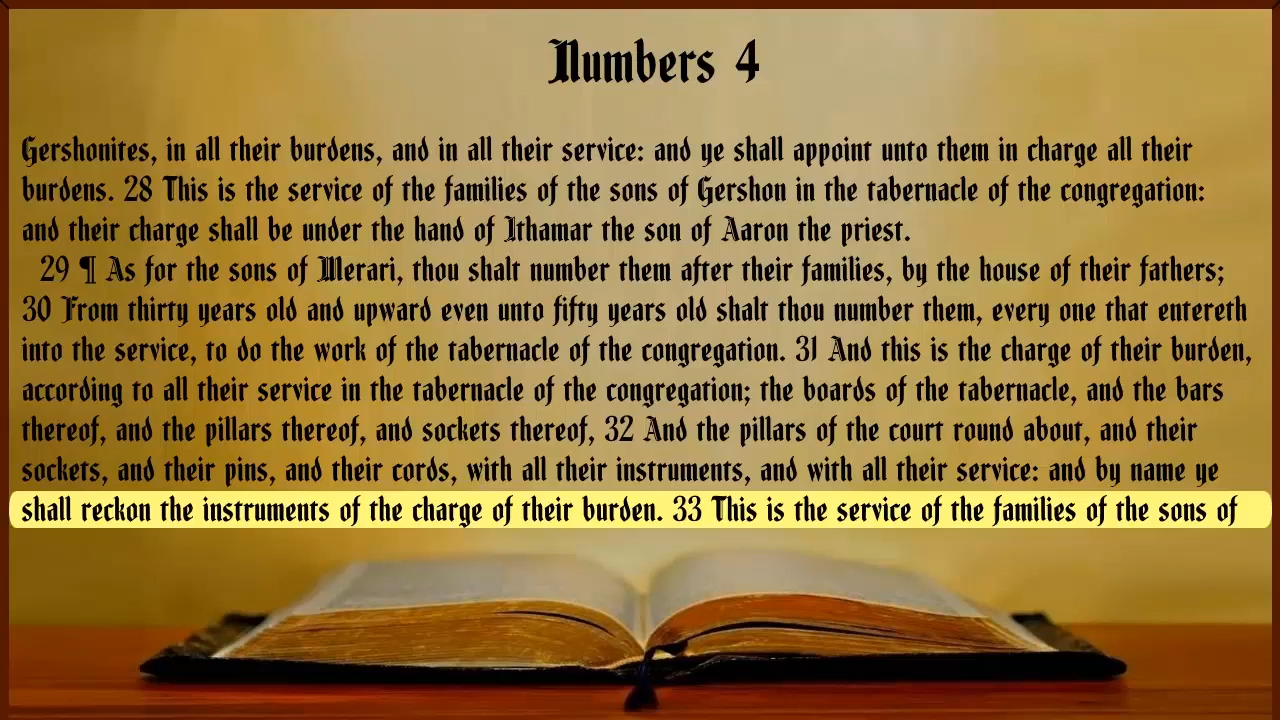 Numbers 4
Gershonites, in all their burdens, and in all their service: and ye shall appoint unto them in charge all their
burdens. 28 This is the service of the families of the sons of Gershon in the tabernacle of the congregation:
and their charge shall be under the hand of Ithamar the son of Aaron the priest.
29 ¶ As for the sons of Merari, thou shalt number them after their families, by the house of their fathers;
30 From thirty years old and upward even unto fifty years old shalt thou number them, every one that entereth
into the service, to do the work of the tabernacle of the congregation. 31 And this is the charge of their burden,
according to all their service in the tabernacle of the congregation; the boards of the tabernacle, and the bars
thereof, and the pillars thereof, and sockets thereof, 32 And the pillars of the court round about, and their
sockets, and their pins, and their cords, with all their instruments, and with all their service: and by name ye
shall reckon the instruments of the charge of their burden. 33 This is the service of the families of the sons of